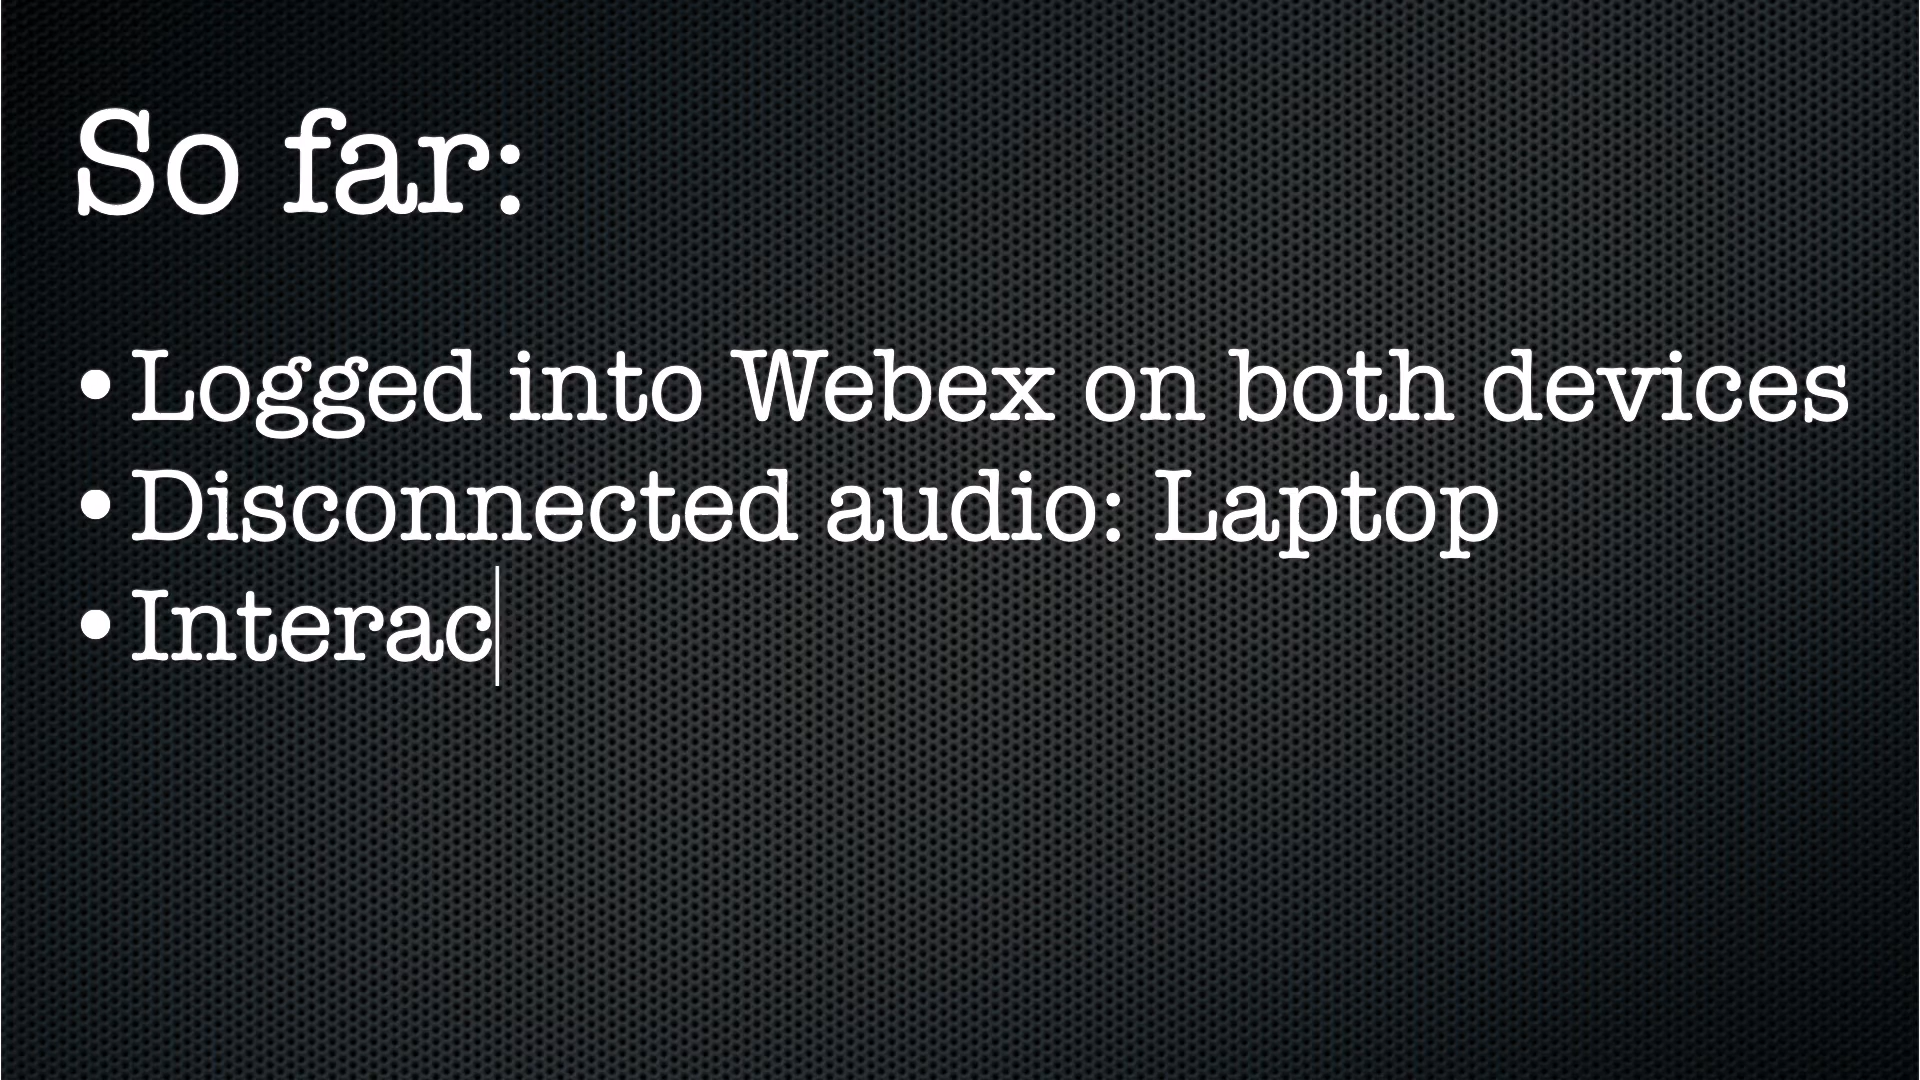 So far:
• Logged into Webex on both devices
• Disconnected audio: Laptop
• Interac